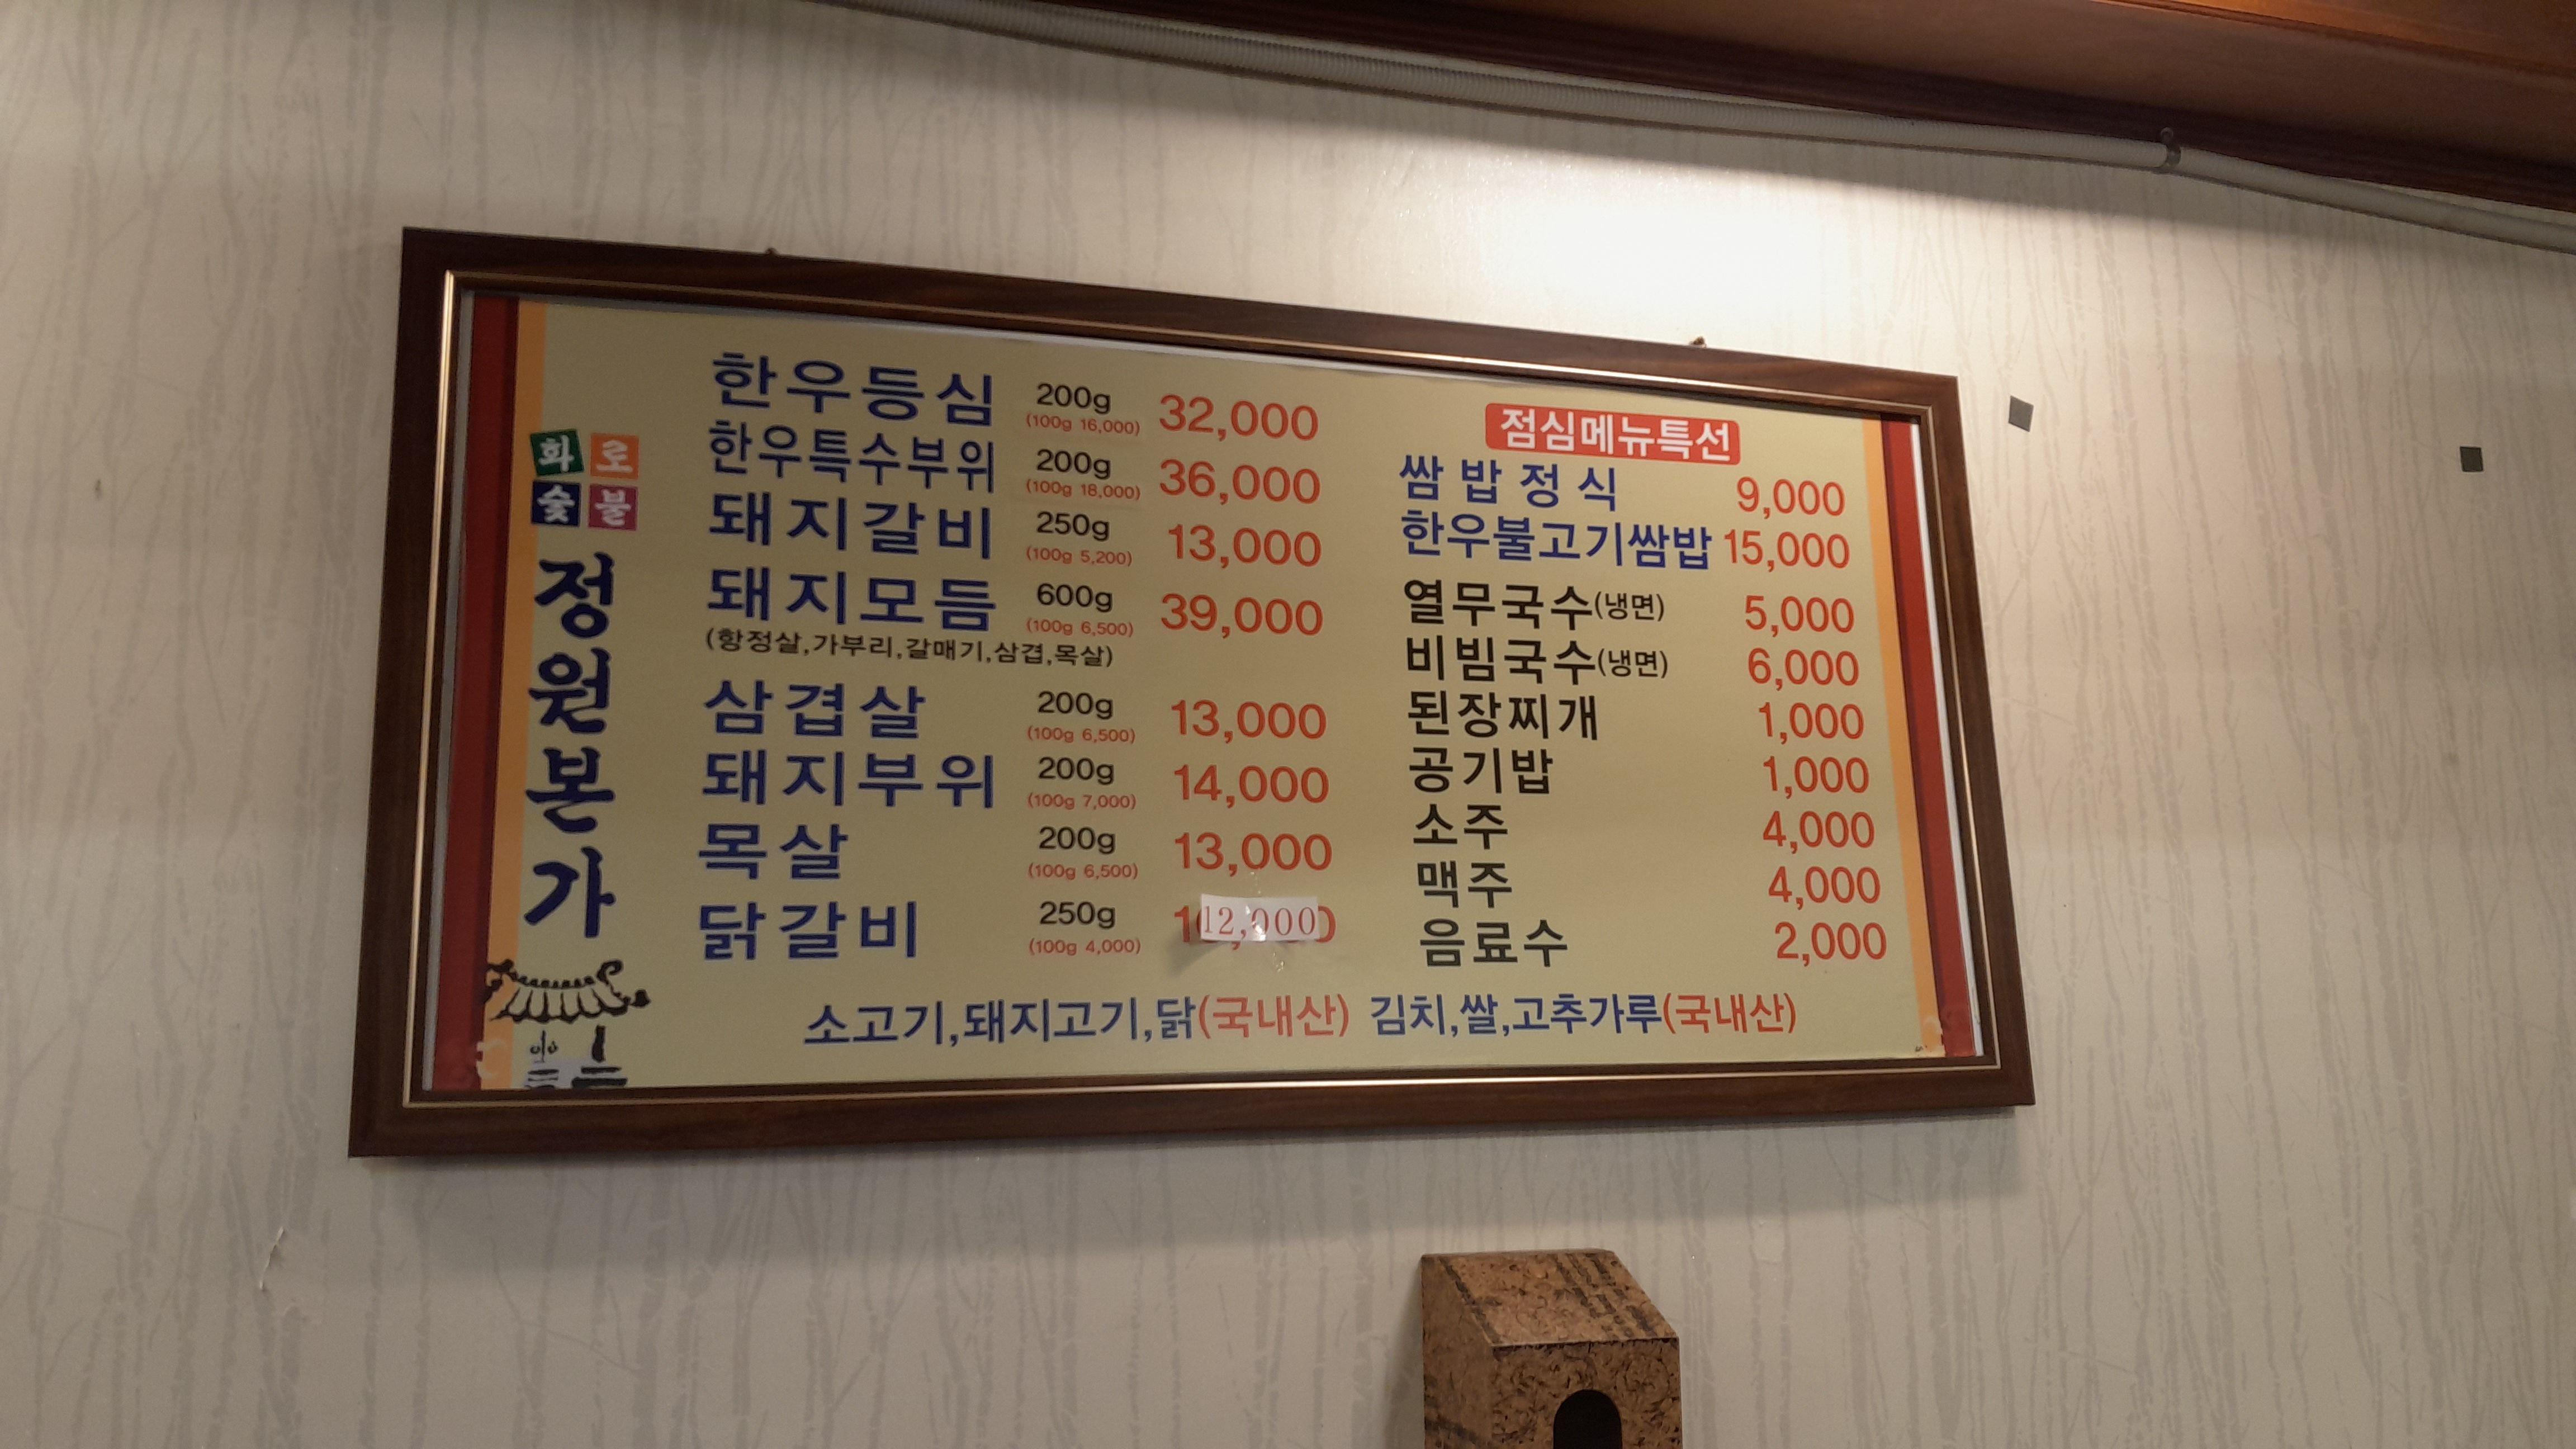 화로
숯불
정원본가
한우등심 200g (100g 16,000) 32,000
한우특수부위 200g (100g 18,000) 36,000
돼지갈비 250g (100g 5,200) 13,000
돼지모듬 600g (100g 6,500) 39,000
(항정살,가부리,갈매기,삼겹,목살)
삼겹살 200g (100g 6,500) 13,000
돼지부위 200g (100g 7,000) 14,000
목살 200g (100g 6,500) 13,000
닭갈비 250g (100g 4,000) 12,000
점심메뉴특선
쌈밥정식 9,000
한우불고기쌈밥 15,000
열무국수(냉면) 5,000
비빔국수(냉면) 6,000
된장찌개 1,000
공기밥 1,000
소주 4,000
맥주 4,000
음료수 2,000
소고기,돼지고기,닭(국내산) 김치,쌀,고추가루(국내산)